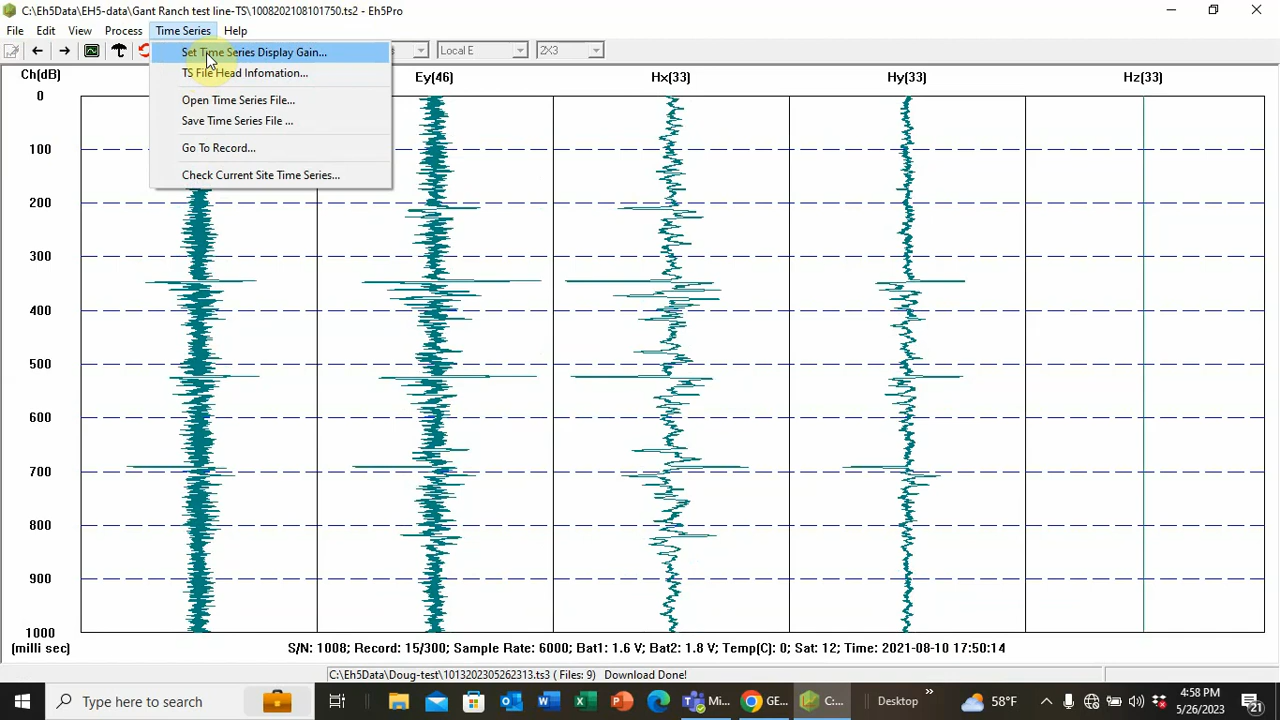 C:\Eh5Data\EH5-data\Gant Ranch test line-TS\1008202108101750.ts2 - Eh5Pro
File Edit View Process Time Series Help
Local E 2X3
Set Time Series Display Gain...
TS File Head Infomation...
Open Time Series File...
Save Time Series File ...
Go To Record...
Check Current Site Time Series...
Ch(dB) Ey(46) Hx(33) Hy(33) Hz(33)
0
100
200
300
400
500
600
700
800
900
1000
(milli sec) S/N: 1008; Record: 15/300; Sample Rate: 6000; Bat1: 1.6 V; Bat2: 1.8 V; Temp(C): 0; Sat: 12; Time: 2021-08-10 17:50:14
C:\Eh5Data\Doug-test\1013202305262313.ts3 ( Files: 9) Download Done!
Type here to search Mi... GE... C... Desktop 58°F 4:58 PM
5/26/2023 21